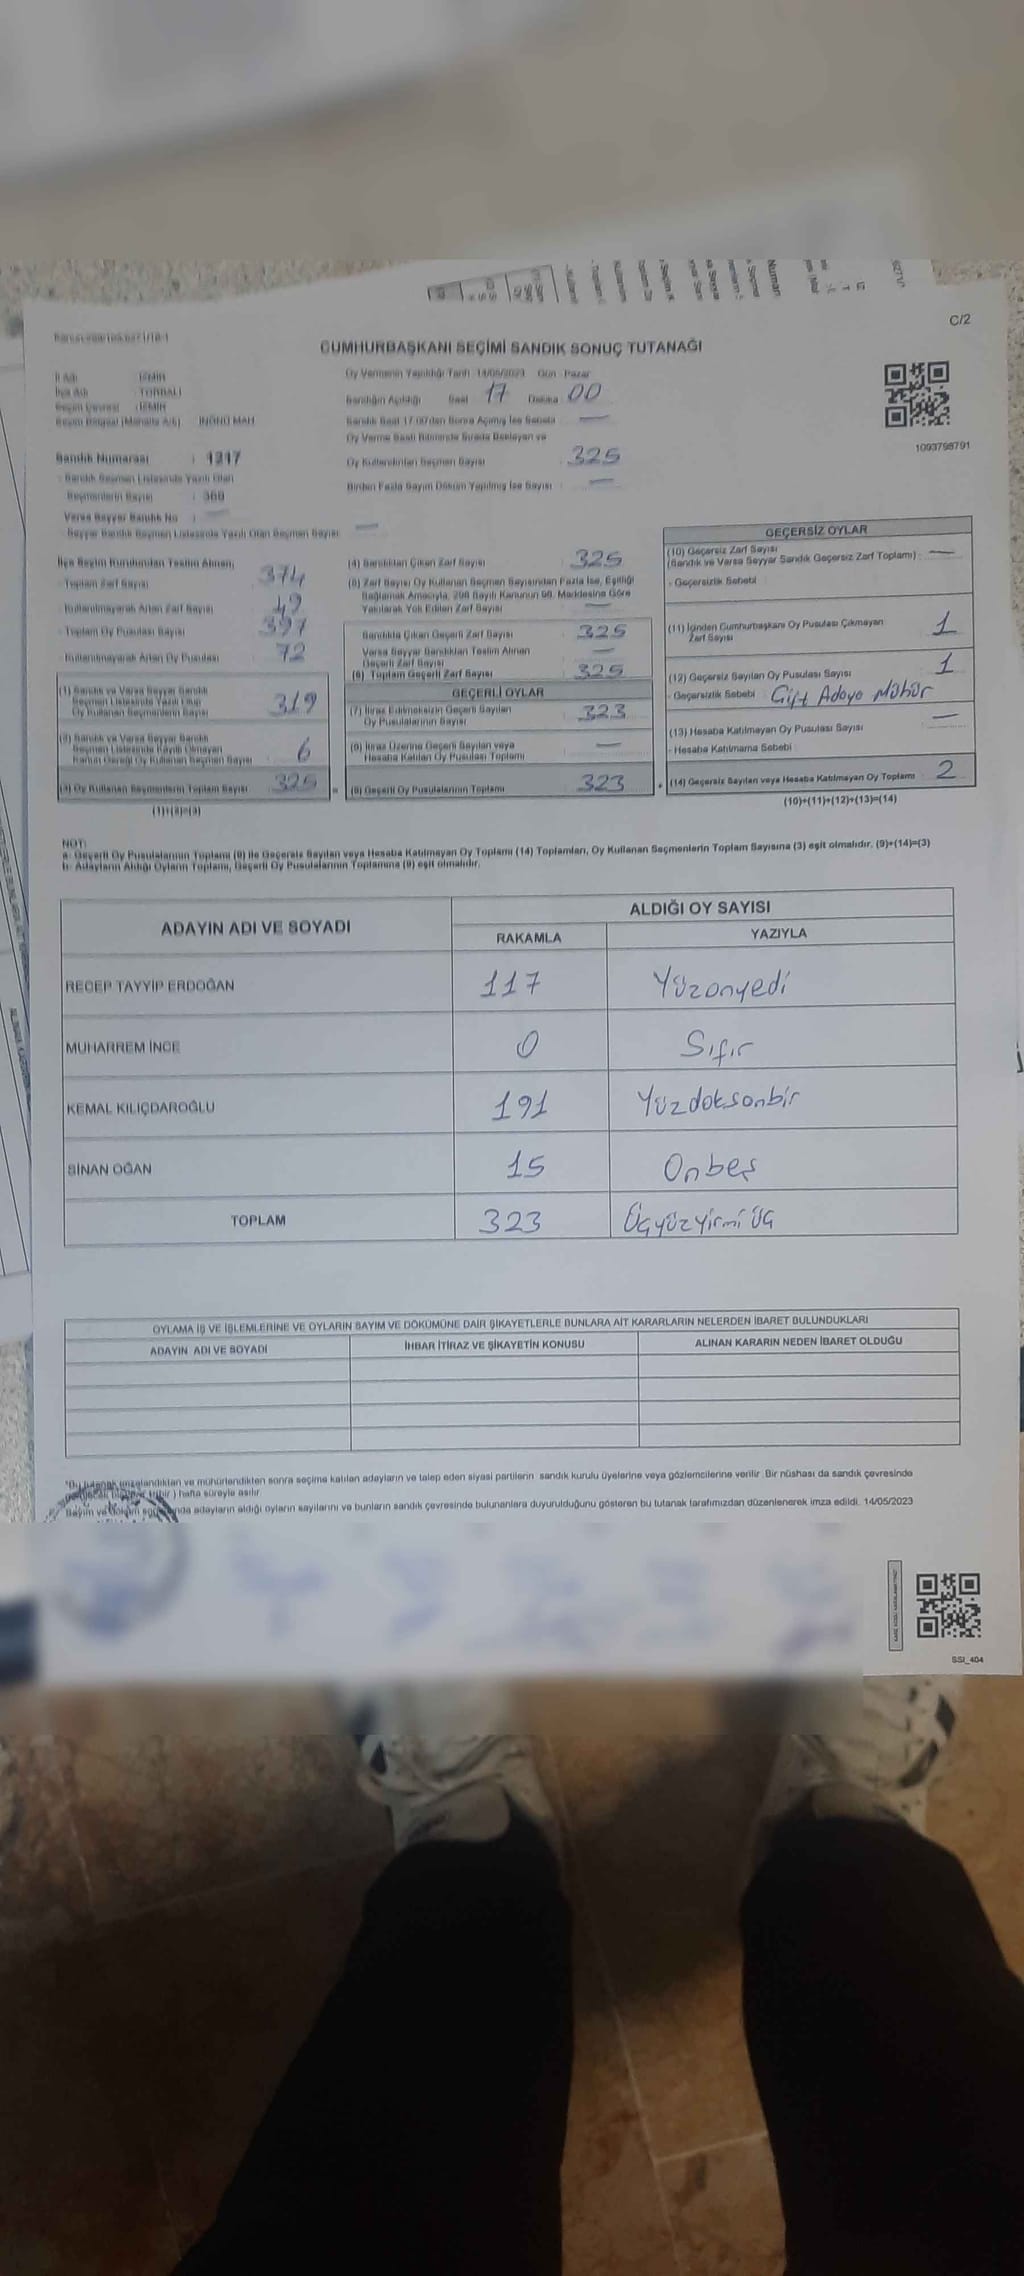 C/2
CUMHURBAŞKANI SEÇİMİ SANDIK SONUÇ TUTANAĞI
İl Adı : İZMİR
İlçe Adı : TORBALI
Seçim Çevresi : İZMİR
Seçim Bölgesi (Mahalle A/S) : İNÖNÜ MAH
Sandık Numarası : 1217
Sandık Seçmen Listesinde Yazılı Olan
Seçmenlerin Sayısı : 369
Varsa Seyyar Sandık No : —
Seyyar Sandık Seçmen Listesinde Yazılı Olan Seçmen Sayısı : —
Oy Vermenin Yapıldığı Tarih : 14/05/2023 Gün : Pazar
Sandığın Açıldığı Saat 17 Dakika 00
Sandık Saat 17:00'den Sonra Açılmış İse Sebebi : —
Oy Verme Saati Bitiminde Sırada Bekleyen ve
Oy Kullandırılan Seçmen Sayısı : 325
Birden Fazla Sayım Döküm Yapılmış İse Sayısı : —
1093798791
İlçe Seçim Kurulundan Teslim Alınan,
- Toplam Zarf Sayısı : 374
- Kullanılmayarak Artan Zarf Sayısı : 49
- Toplam Oy Pusulası Sayısı : 397
- Kullanılmayarak Artan Oy Pusulası : 72
(1) Sandık ve Varsa Seyyar Sandık
Seçmen Listesinde Yazılı Olup
Oy Kullanan Seçmenlerin Sayısı : 319
(2) Sandık ve Varsa Seyyar Sandık
Seçmen Listesinde Kayıtlı Olmayan
Kanun Gereği Oy Kullanan Seçmen Sayısı : 6
(3) Oy Kullanan Seçmenlerin Toplam Sayısı : 325
(1)+(2)=(3)
(4) Sandıktan Çıkan Zarf Sayısı : 325
(5) Zarf Sayısı Oy Kullanan Seçmen Sayısından Fazla İse, Eşitliği
Sağlamak Amacıyla, 298 Sayılı Kanunun 98. Maddesine Göre
Yakılarak Yok Edilen Zarf Sayısı : —
Sandıkta Çıkan Geçerli Zarf Sayısı : 325
Varsa Seyyar Sandıktan Teslim Alınan
Geçerli Zarf Sayısı : —
(6) Toplam Geçerli Zarf Sayısı : 325
GEÇERLİ OYLAR
(7) İtiraz Edilmeksizin Geçerli Sayılan
Oy Pusulalarının Sayısı : 323
(8) İtiraz Üzerine Geçerli Sayılan veya
Hesaba Katılan Oy Pusulası Toplamı : —
(9) Geçerli Oy Pusulalarının Toplamı : 323
GEÇERSİZ OYLAR
(10) Geçersiz Zarf Sayısı
(Sandık ve Varsa Seyyar Sandık Geçersiz Zarf Toplamı) : —
- Geçersizlik Sebebi :
(11) İçinden Cumhurbaşkanı Oy Pusulası Çıkmayan
Zarf Sayısı : 1
(12) Geçersiz Sayılan Oy Pusulası Sayısı : 1
- Geçersizlik Sebebi : Çift Adaya Mühür
(13) Hesaba Katılmayan Oy Pusulası Sayısı : —
- Hesaba Katılmama Sebebi :
(14) Geçersiz Sayılan veya Hesaba Katılmayan Oy Toplamı : 2
(10)+(11)+(12)+(13)=(14)
NOT:
a- Geçerli Oy Pusulalarının Toplamı (9) ile Geçersiz Sayılan veya Hesaba Katılmayan Oy Toplamı (14) Toplamları, Oy Kullanan Seçmenlerin Toplam Sayısına (3) eşit olmalıdır. (9)+(14)=(3)
b- Adayların Aldığı Oyların Toplamı, Geçerli Oy Pusulalarının Toplamına (9) eşit olmalıdır.
ADAYIN ADI VE SOYADI ALDIĞI OY SAYISI
RAKAMLA YAZIYLA
RECEP TAYYİP ERDOĞAN 117 Yüzonyedi
MUHARREM İNCE 0 Sıfır
KEMAL KILIÇDAROĞLU 191 Yüzdoksonbir
SİNAN OĞAN 15 Onbeş
TOPLAM 323 Üçyüzyirmi üç
OYLAMA İŞ VE İŞLEMLERİNE VE OYLARIN SAYIM VE DÖKÜMÜNE DAİR ŞİKAYETLERLE BUNLARA AİT KARARLARIN NELERDEN İBARET BULUNDUKLARI
ADAYIN ADI VE SOYADI İHBAR İTİRAZ VE ŞİKAYETİN KONUSU ALINAN KARARIN NEDEN İBARET OLDUĞU
*Bu tutanak imzalandıktan ve mühürlendikten sonra seçime katılan adayların ve talep eden siyasi partilerin sandık kurulu üyelerine veya gözlemcilerine verilir. Bir nüshası da sandık çevresinde
hafta süreyle asılır.
Sayım ve döküm adayların aldığı oyların sayılarını ve bunların sandık çevresinde bulunanlara duyurulduğunu gösteren bu tutanak tarafımızdan düzenlenerek imza edildi. 14/05/2023
SSI_404